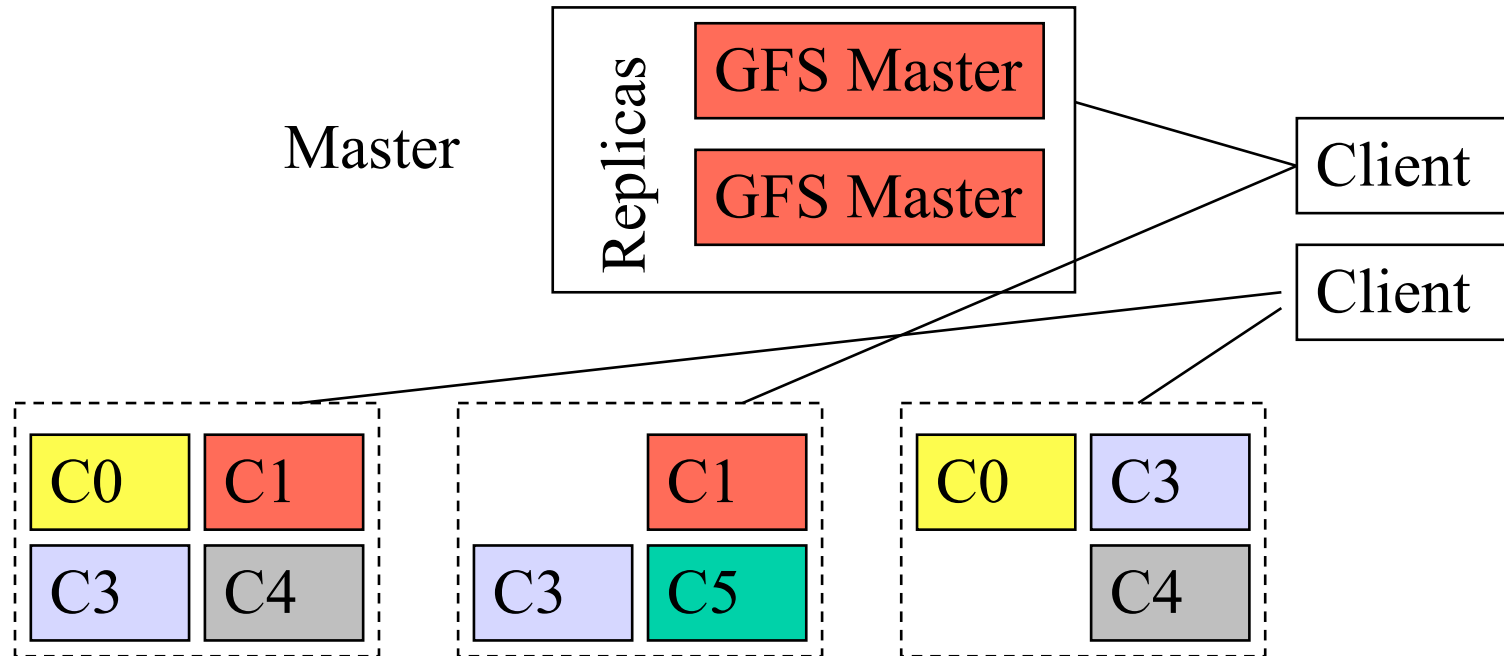 Master
Replicas
GFS Master
GFS Master
Client
Client
C0 C1
C3 C4
C1
C3 C5
C0 C3
C4